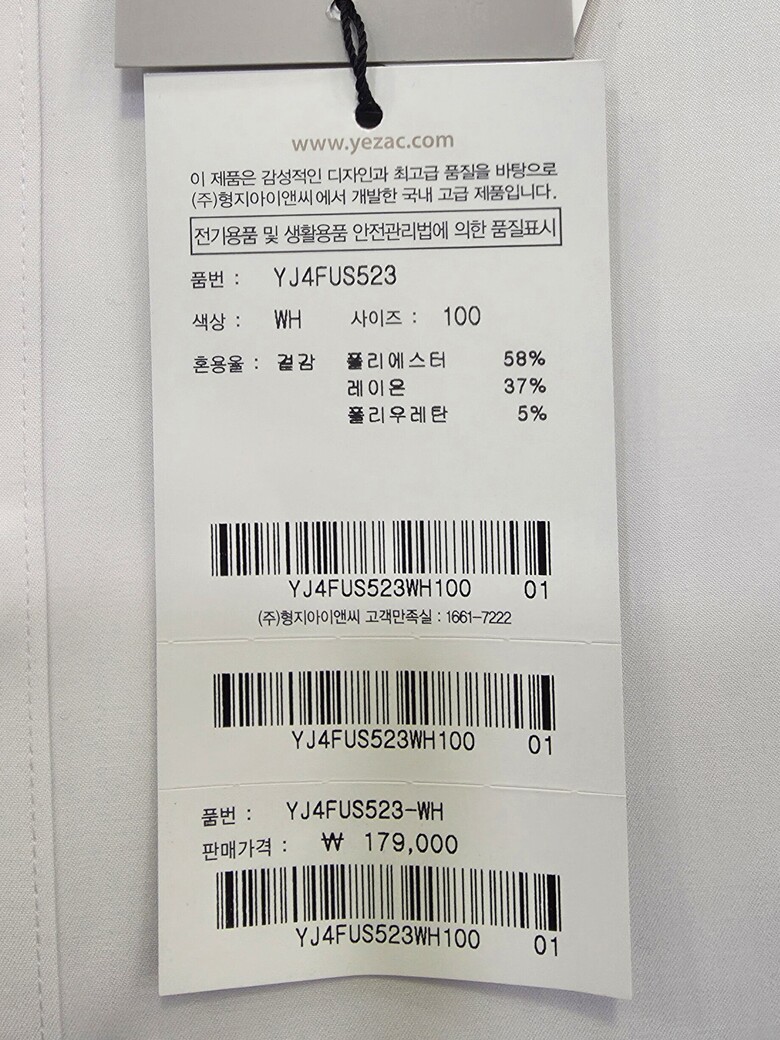 www.yezac.com
이 제품은 감성적인 디자인과 최고급 품질을 바탕으로
(주)형지아이앤씨에서 개발한 국내 고급 제품입니다.
전기용품 및 생활용품 안전관리법에 의한 품질표시
품번 : YJ4FUS523
색상 : WH 사이즈 : 100
혼용율 : 겉감 폴리에스터 58%
레이온 37%
폴리우레탄 5%
YJ4FUS523WH100 01
(주)형지아이앤씨 고객만족실 : 1661-7222
YJ4FUS523WH100 01
품번 : YJ4FUS523-WH
판매가격 : ₩ 179,000
YJ4FUS523WH100 01